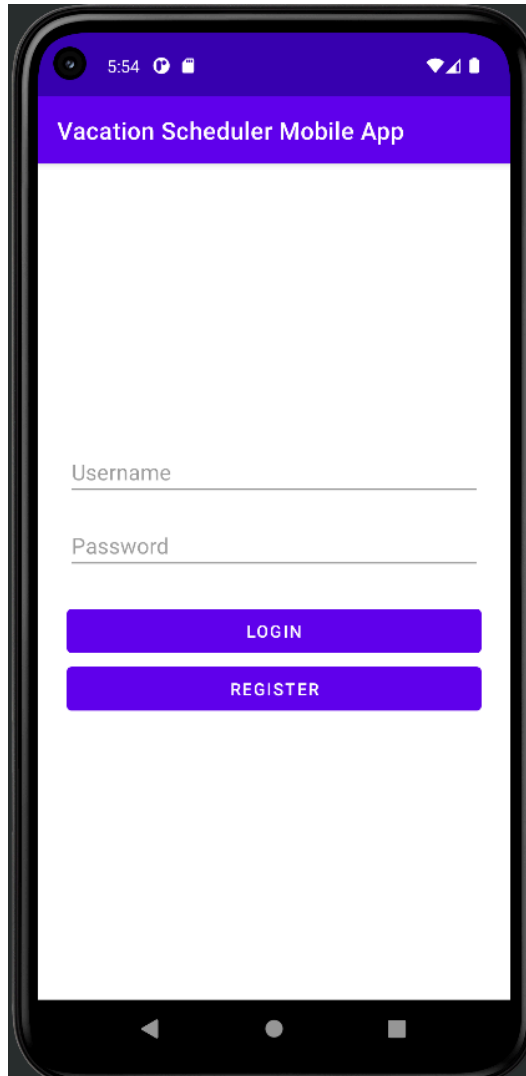 5:54
Vacation Scheduler Mobile App
Username
Password
LOGIN
REGISTER